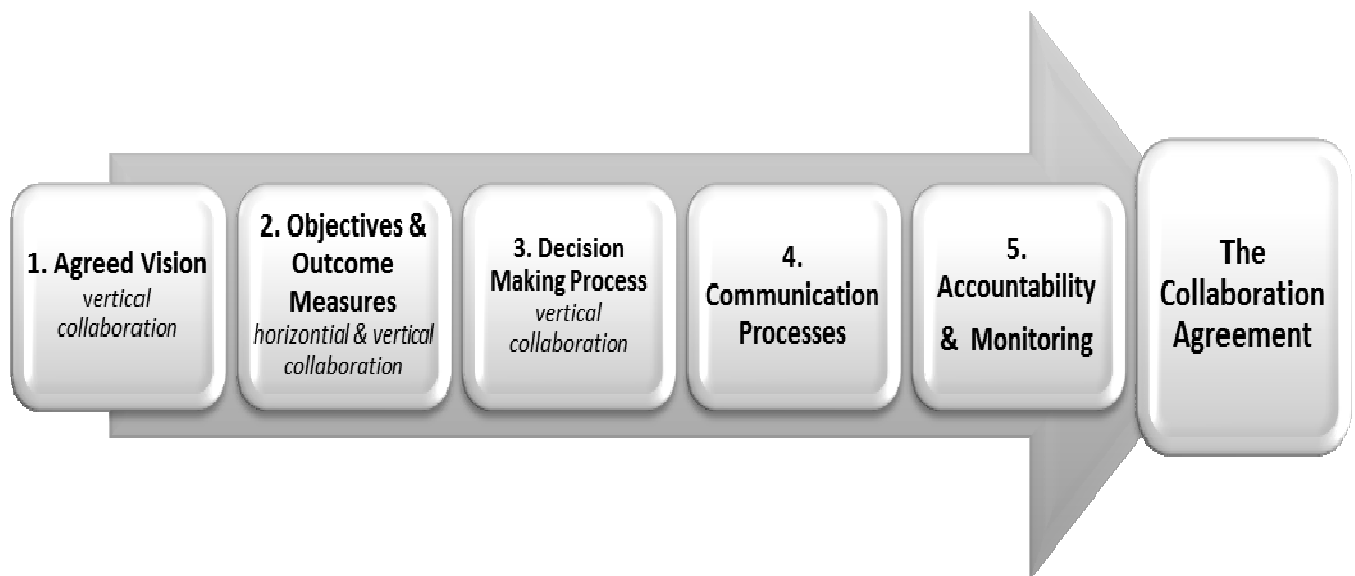 1. Agreed Vision
vertical
collaboration
2. Objectives &
Outcome
Measures
horizontial & vertical
collaboration
3. Decision
Making Process
vertical
collaboration
4.
Communication
Processes
5.
Accountability
& Monitoring
The
Collaboration
Agreement